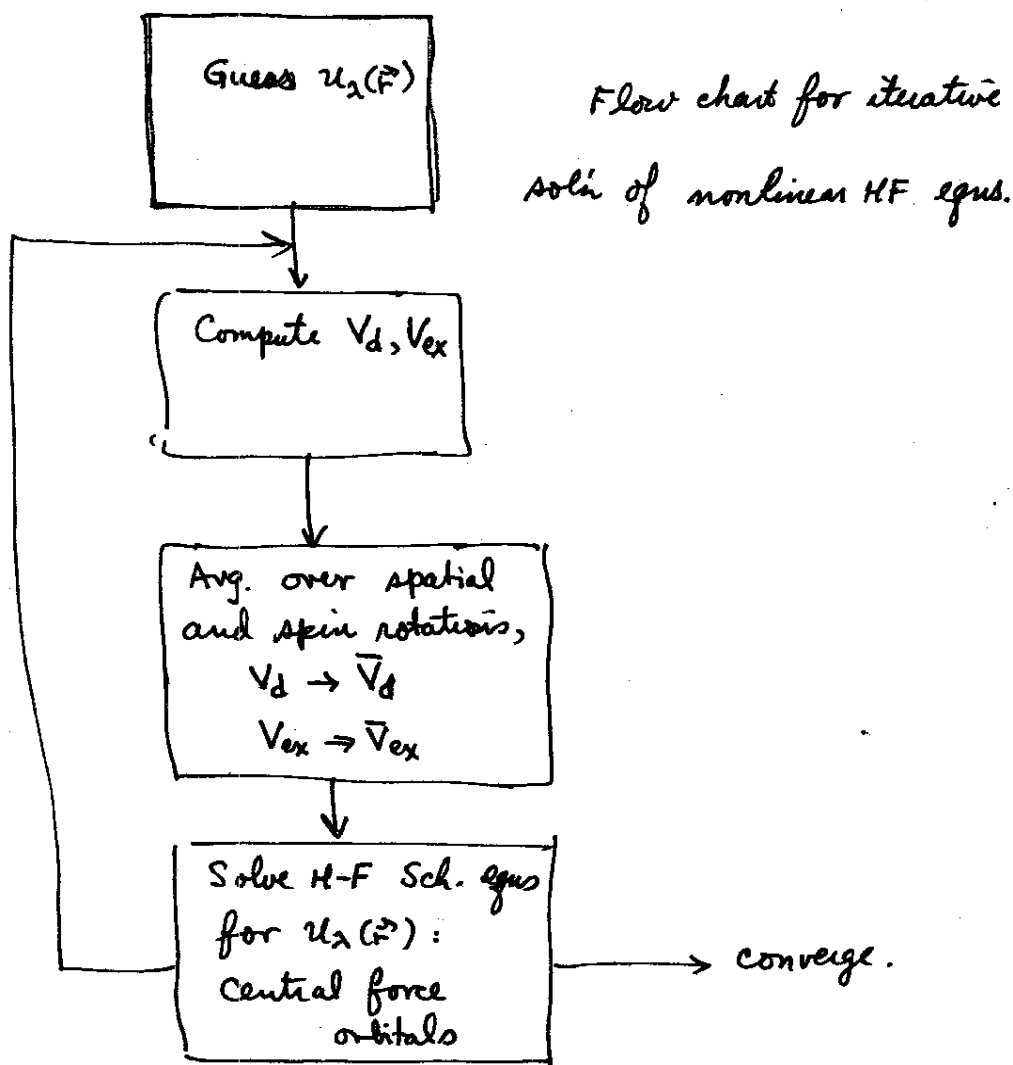 Guess u_λ(r⃗)
Flow chart for iterative
sol'n of nonlinear HF eqns.
Compute V_d, V_ex
Avg. over spatial
and spin rotations,
V_d → V̄_d
V_ex → V̄_ex
Solve H-F Sch. eqns
for u_λ(r⃗):
central force
orbitals
converge.